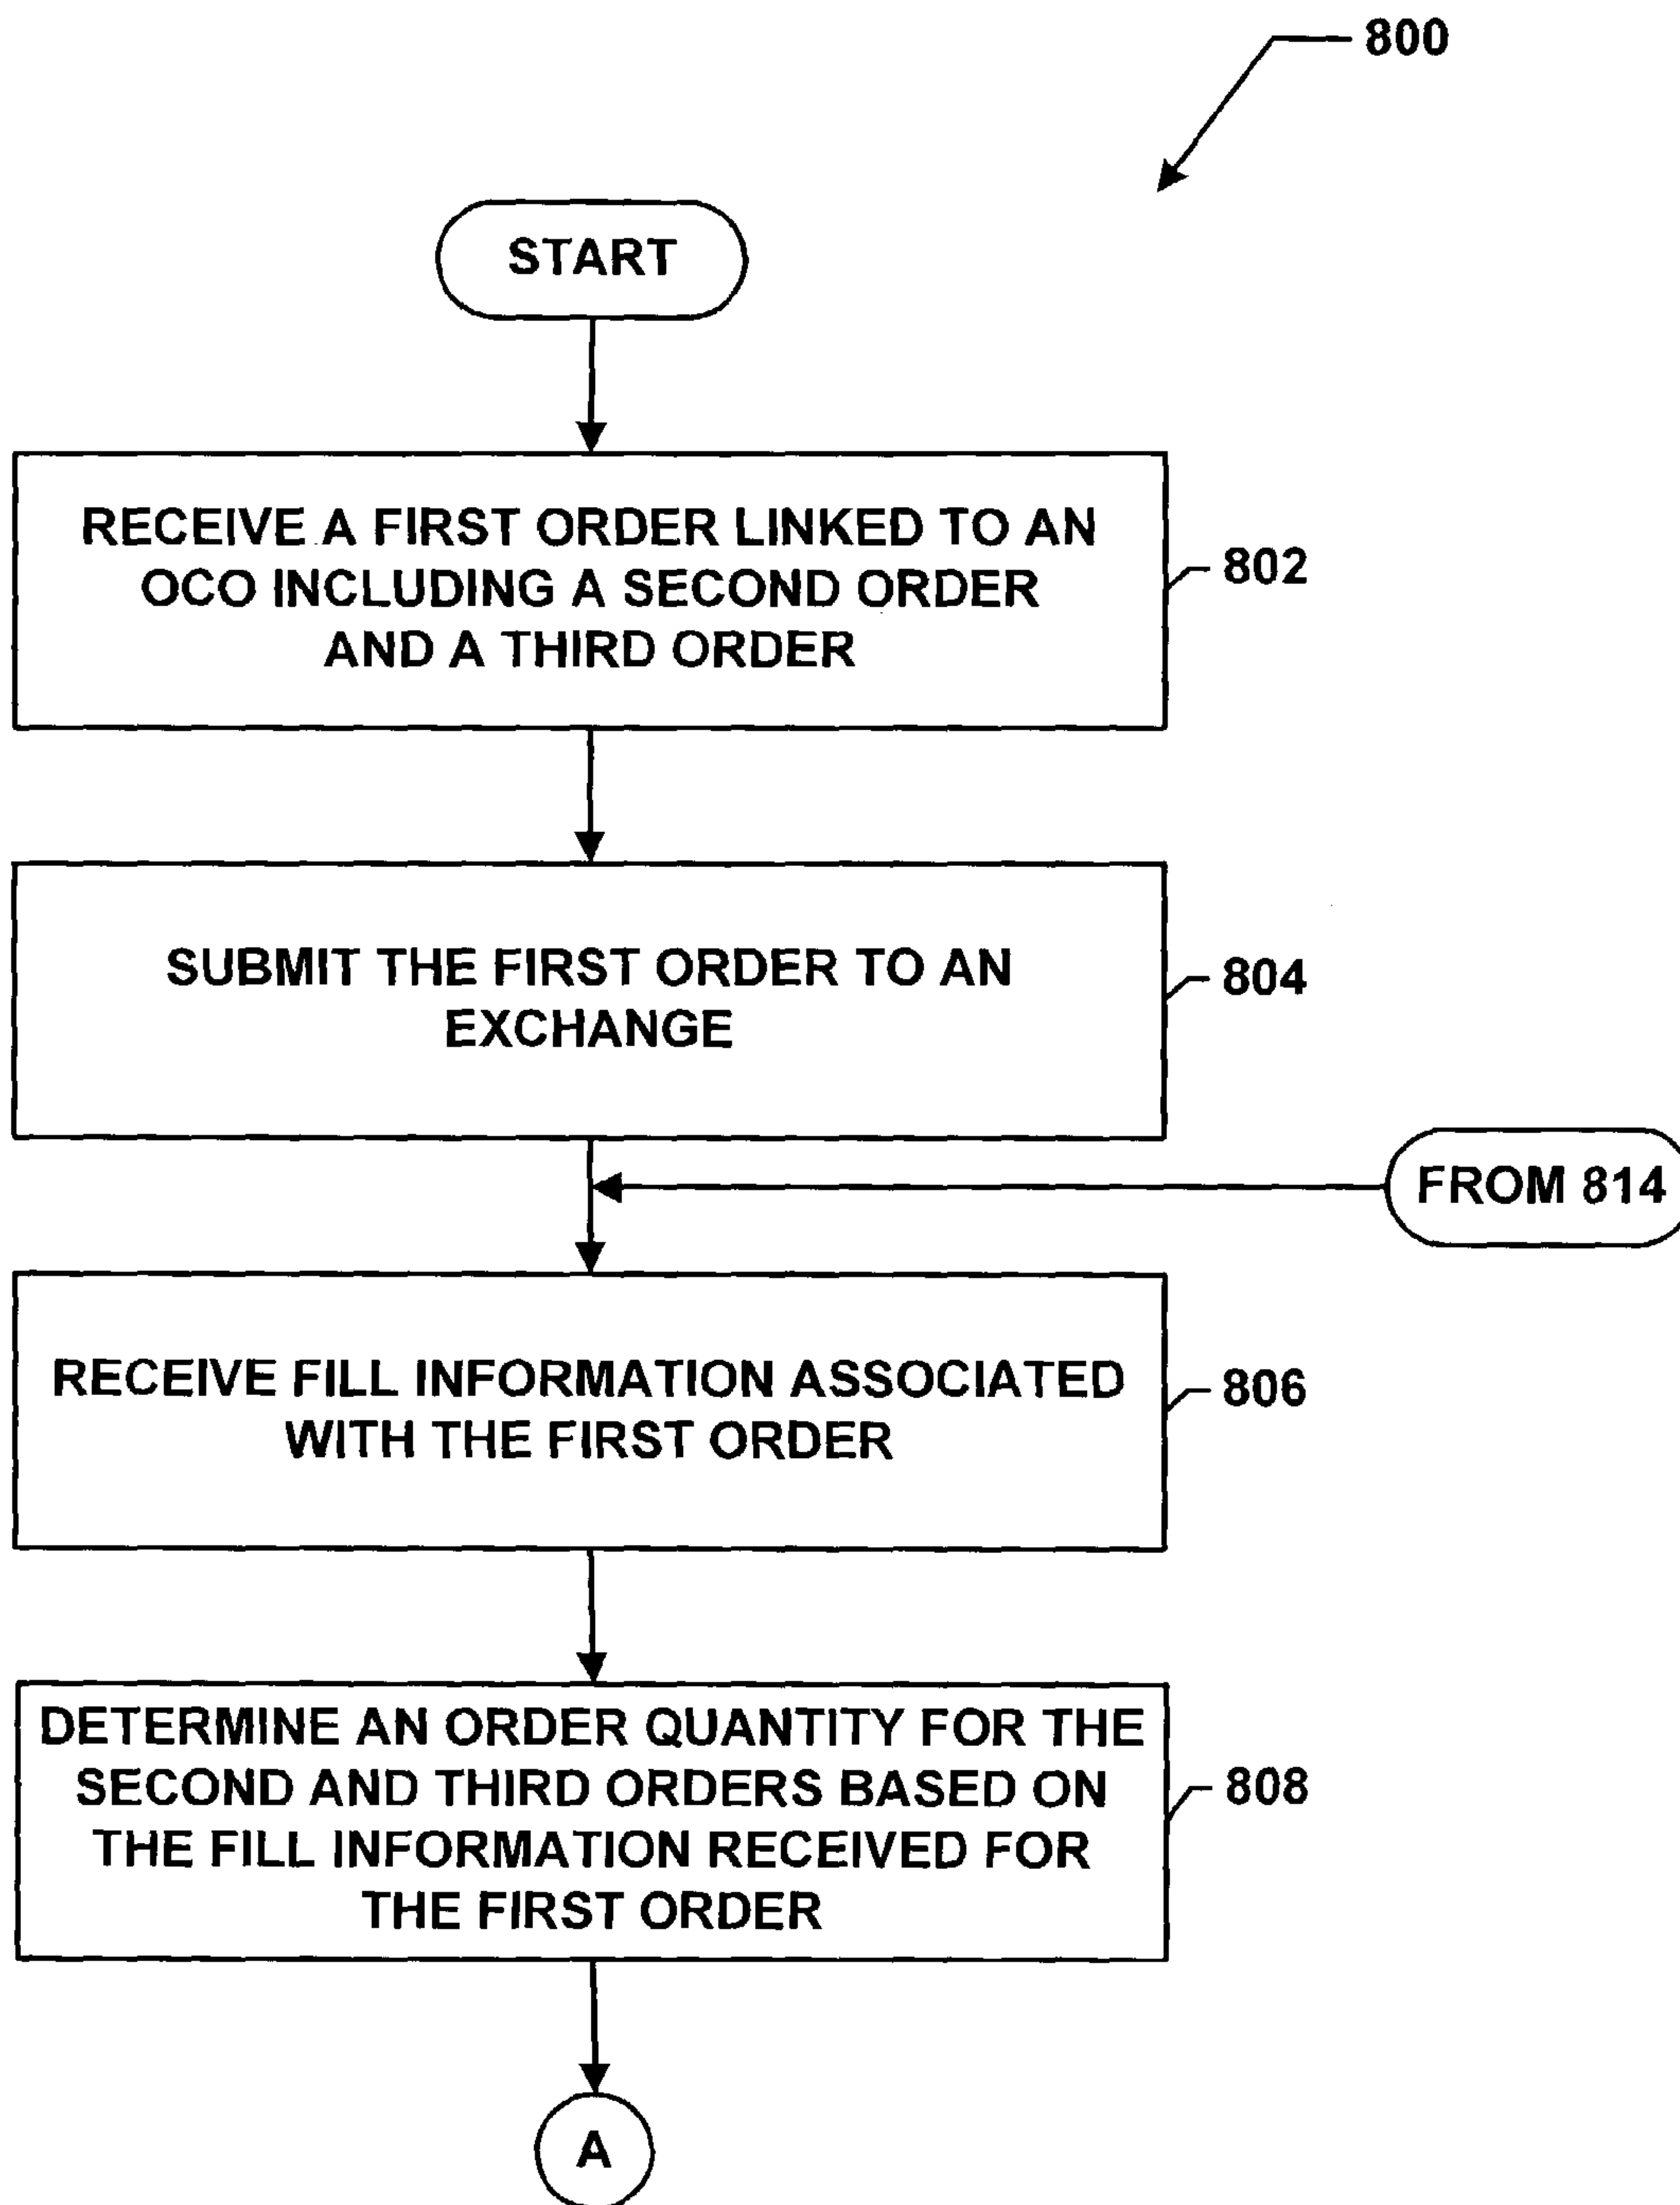 800
START
RECEIVE A FIRST ORDER LINKED TO AN
OCO INCLUDING A SECOND ORDER
AND A THIRD ORDER
802
SUBMIT THE FIRST ORDER TO AN
EXCHANGE
804
FROM 814
RECEIVE FILL INFORMATION ASSOCIATED
WITH THE FIRST ORDER
806
DETERMINE AN ORDER QUANTITY FOR THE
SECOND AND THIRD ORDERS BASED ON
THE FILL INFORMATION RECEIVED FOR
THE FIRST ORDER
808
A